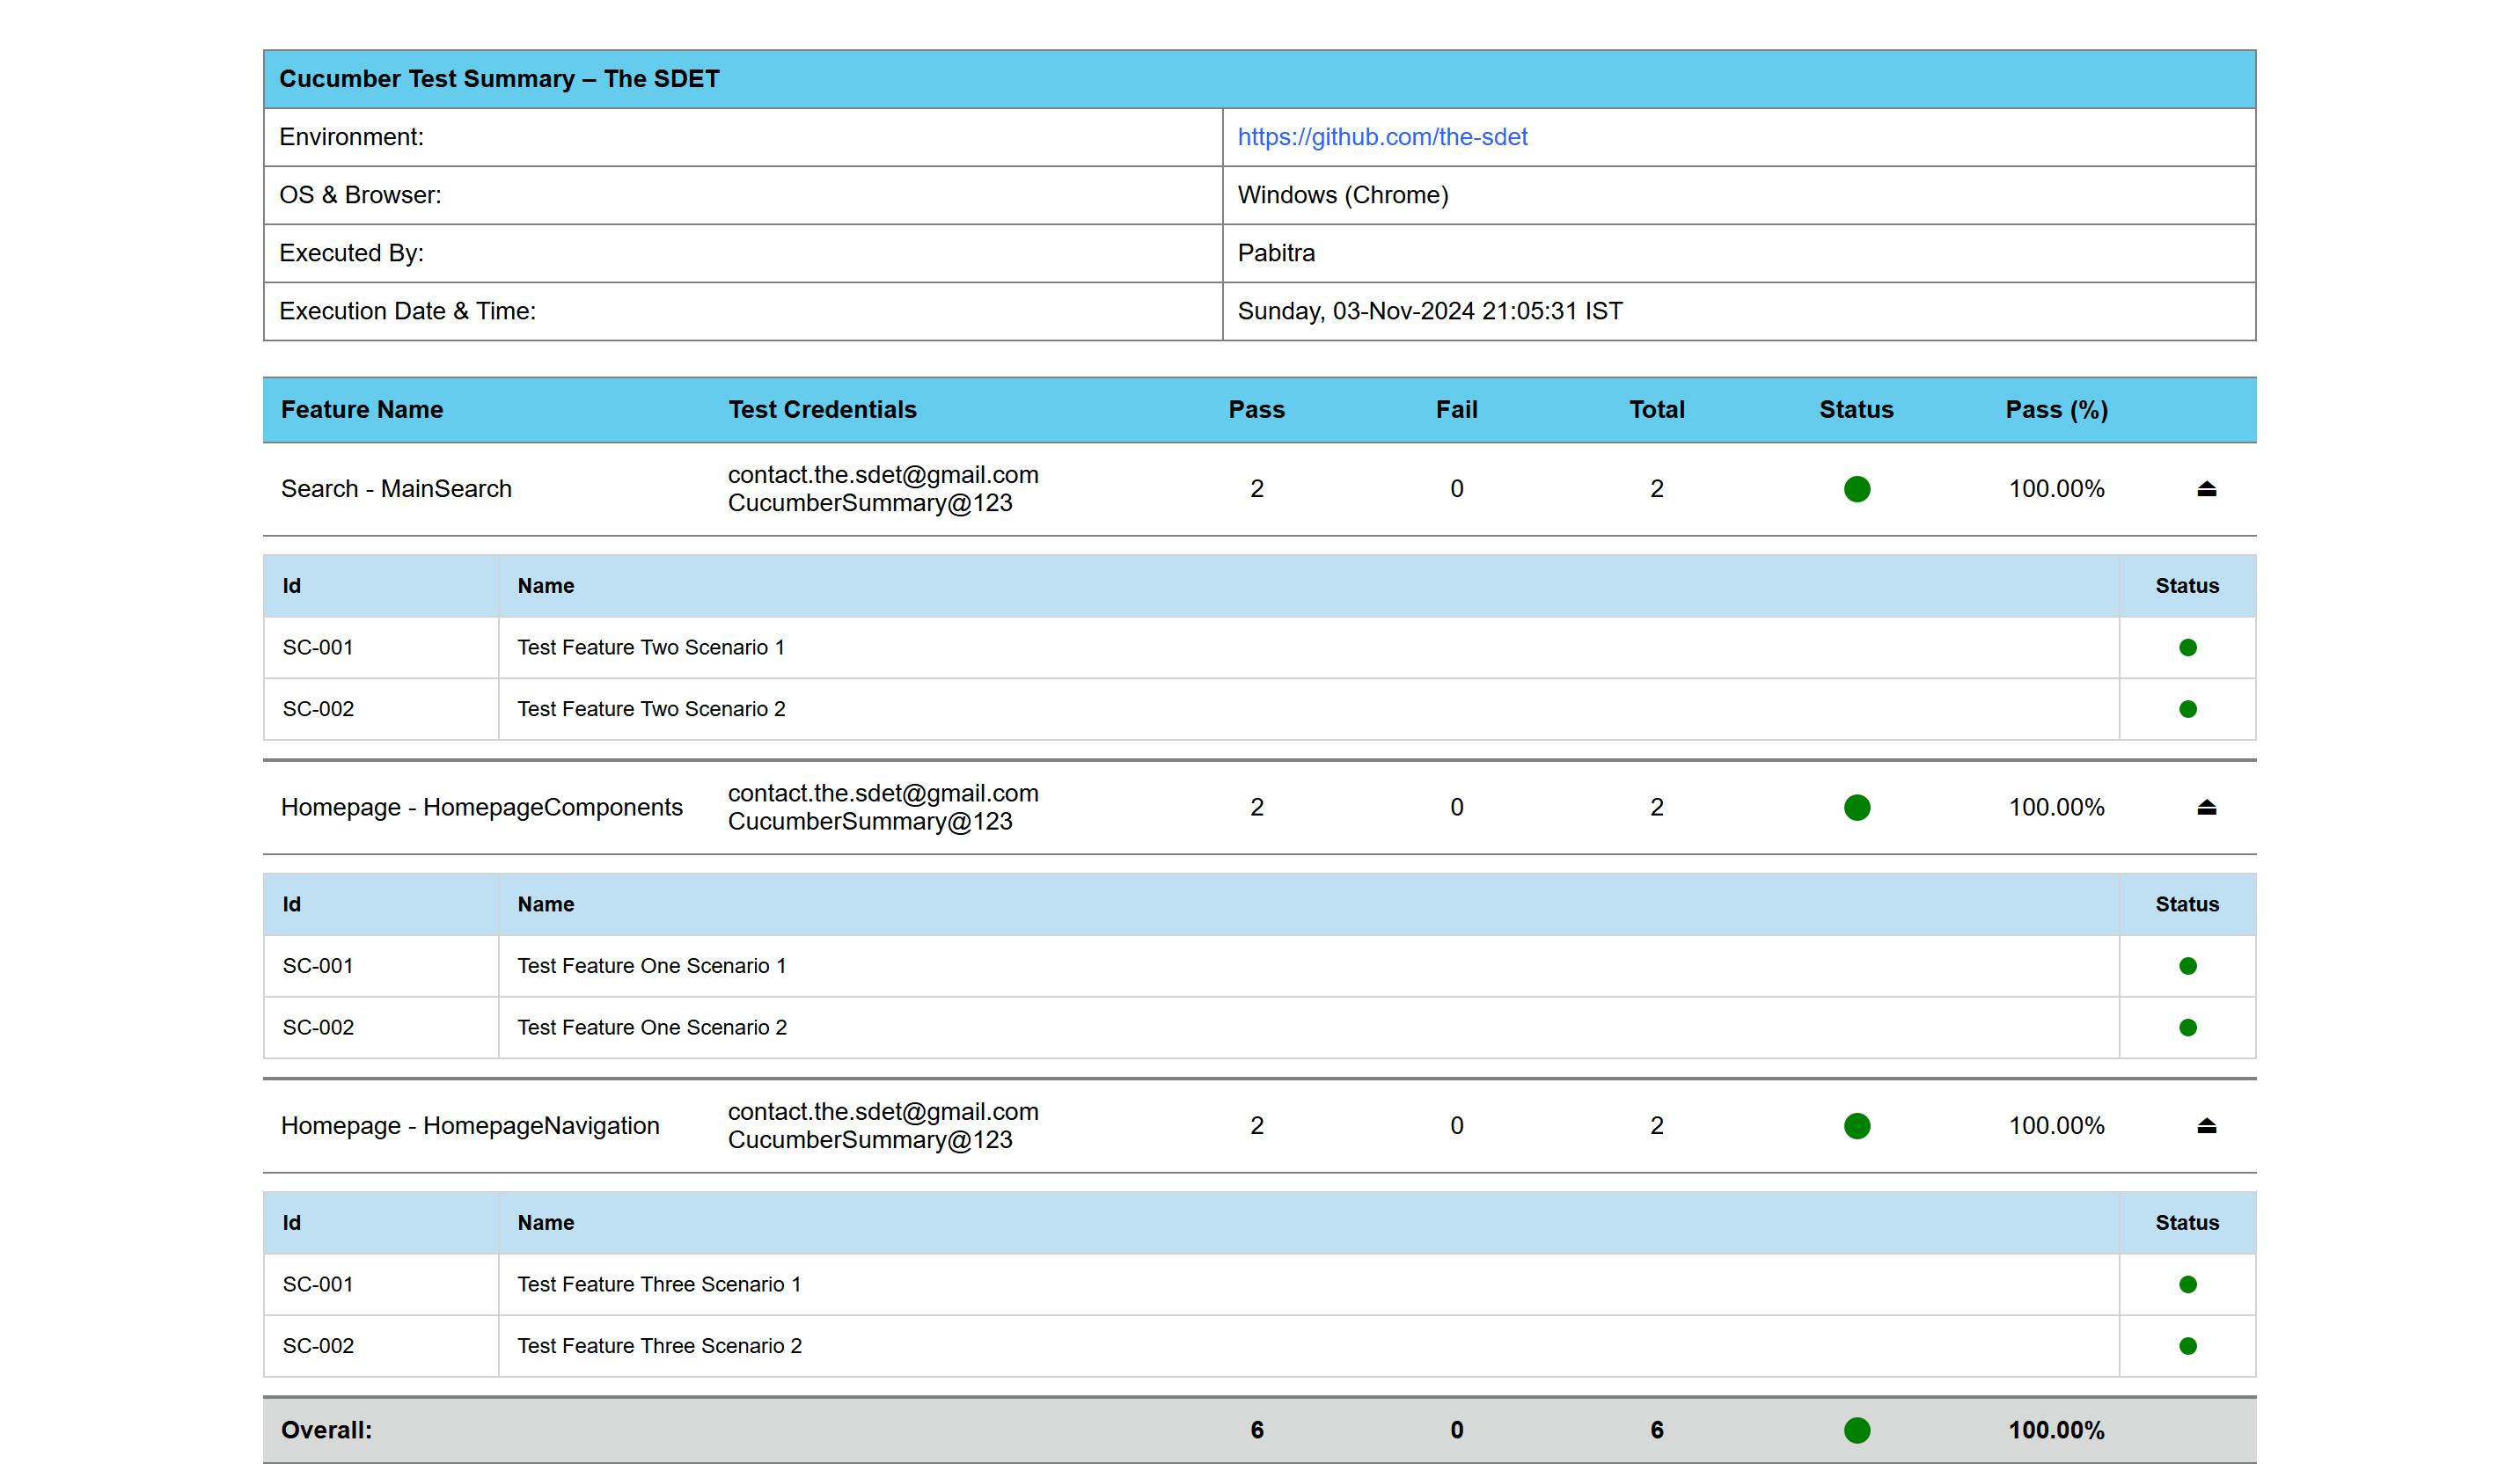 Cucumber Test Summary – The SDET
Environment: https://github.com/the-sdet
OS & Browser: Windows (Chrome)
Executed By: Pabitra
Execution Date & Time: Sunday, 03-Nov-2024 21:05:31 IST
Feature Name Test Credentials Pass Fail Total Status Pass (%)
Search - MainSearch contact.the.sdet@gmail.com 2 0 2 100.00%
CucumberSummary@123
Id Name Status
SC-001 Test Feature Two Scenario 1
SC-002 Test Feature Two Scenario 2
Homepage - HomepageComponents contact.the.sdet@gmail.com 2 0 2 100.00%
CucumberSummary@123
Id Name Status
SC-001 Test Feature One Scenario 1
SC-002 Test Feature One Scenario 2
Homepage - HomepageNavigation contact.the.sdet@gmail.com 2 0 2 100.00%
CucumberSummary@123
Id Name Status
SC-001 Test Feature Three Scenario 1
SC-002 Test Feature Three Scenario 2
Overall: 6 0 6 100.00%